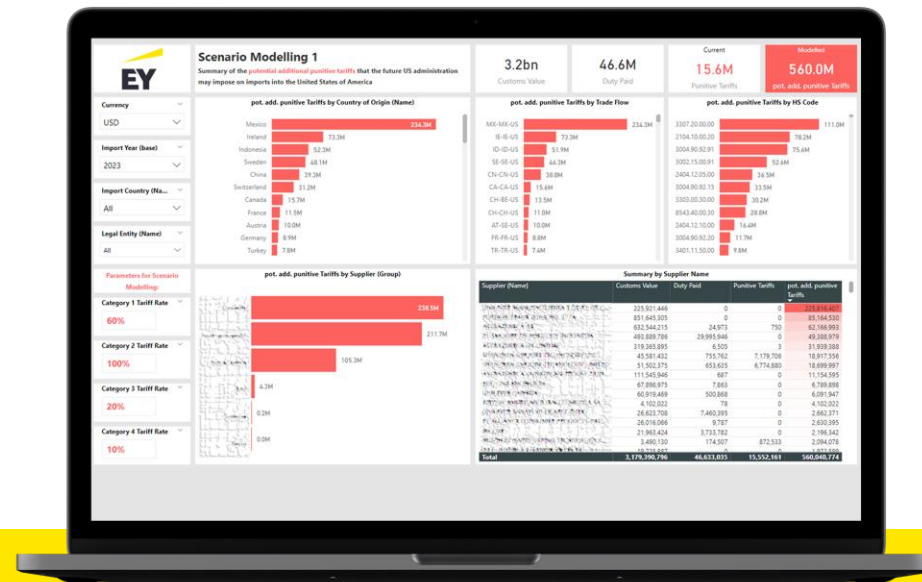 EY
Scenario Modelling 1
Summary of the potential additional punitive tariffs that the future US administration
may impose on imports into the United States of America
3.2bn
Customs Value
46.6M
Duty Paid
Current
15.6M
Punitive Tariffs
Modelled
560.0M
pot. add. punitive Tariffs
Currency
USD
Import Year (base)
2023
Import Country (Na...
All
Legal Entity (Name)
All
Parameters for Scenario
Modelling:
Category 1 Tariff Rate
60%
Category 2 Tariff Rate
100%
Category 3 Tariff Rate
20%
Category 4 Tariff Rate
10%
pot. add. punitive Tariffs by Country of Origin (Name)
Mexico 234.3M
Ireland 73.3M
Indonesia 52.3M
Sweden 48.1M
China 39.3M
Switzerland 31.2M
Canada 15.7M
France 11.5M
Austria 10.0M
Germany 8.9M
Turkey 7.8M
pot. add. punitive Tariffs by Trade Flow
MX-MX-US 234.3M
IE-IE-US 73.3M
ID-ID-US 51.9M
SE-SE-US 44.3M
CN-CN-US 38.8M
CA-CA-US 15.6M
CH-BE-US 13.5M
CH-CH-US 11.0M
AT-SE-US 10.0M
FR-FR-US 8.8M
TR-TR-US 7.4M
pot. add. punitive Tariffs by HS Code
3307.20.00.00 111.0M
2104.10.00.20 78.2M
3004.90.92.91 75.6M
3002.15.00.91 52.6M
2404.12.05.00 36.5M
3004.90.92.15 33.5M
3303.00.30.00 30.2M
8543.40.00.30 28.8M
2404.12.10.00 16.4M
3004.90.92.20 11.7M
3401.11.50.00 9.8M
pot. add. punitive Tariffs by Supplier (Group)
238.5M
211.7M
105.3M
4.3M
0.2M
0.0M
Summary by Supplier Name
Supplier (Name) Customs Value Duty Paid Punitive Tariffs pot. add. punitive
Tariffs
225,921,446 0 0 225,816,407
851,645,305 0 0 85,164,530
632,544,215 24,973 750 62,166,993
493,889,786 29,995,946 0 49,388,979
319,365,895 6,505 3 31,939,388
45,581,432 755,762 7,179,706 18,917,556
51,502,375 653,635 6,774,880 18,699,997
111,545,946 687 0 11,154,595
67,898,975 7,863 0 6,789,898
60,919,469 500,868 0 6,091,947
4,102,022 78 0 4,102,022
26,623,708 7,460,395 0 2,662,371
26,016,066 9,787 0 2,630,395
21,963,424 3,733,782 0 2,196,342
3,490,130 174,507 872,533 2,094,078
Total 3,179,390,796 46,633,035 15,552,161 560,040,774